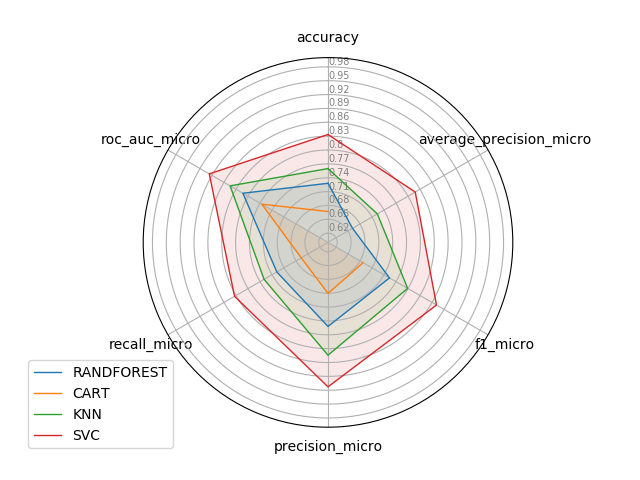 accuracy
0.98
0.95
0.92
0.89
0.86
0.83
0.8
0.77
0.74
0.71
0.68
0.65
0.62
roc_auc_micro
average_precision_micro
recall_micro
f1_micro
precision_micro
RANDFOREST
CART
KNN
SVC